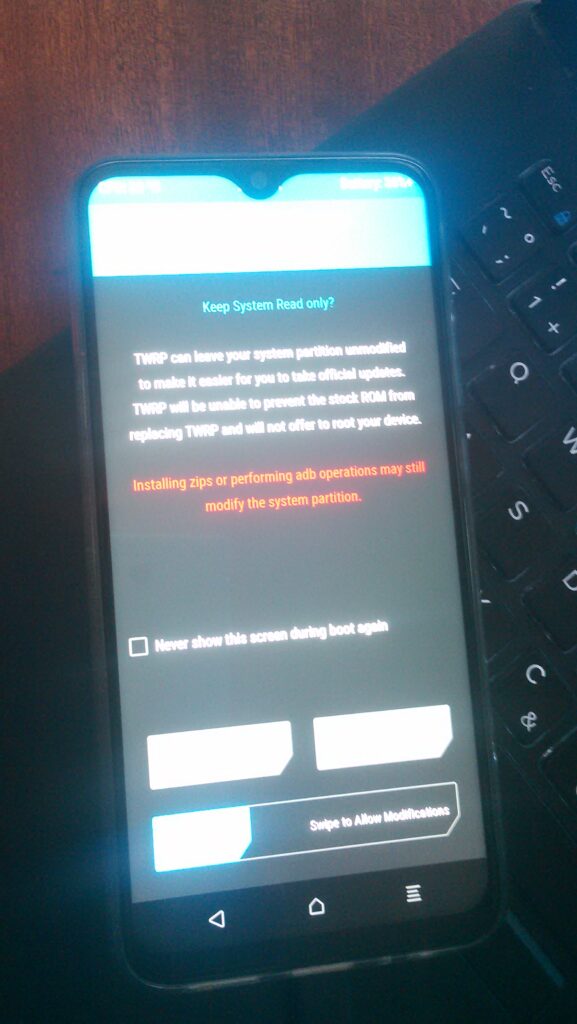 Keep System Read only?
TWRP can leave your system partition unmodified
to make it easier for you to take official updates.
TWRP will be unable to prevent the stock ROM from
replacing TWRP and will not offer to root your device.
Installing zips or performing adb operations may still
modify the system partition.
Never show this screen during boot again
Swipe to Allow Modifications
Esc
Q
W
S
D
C
&